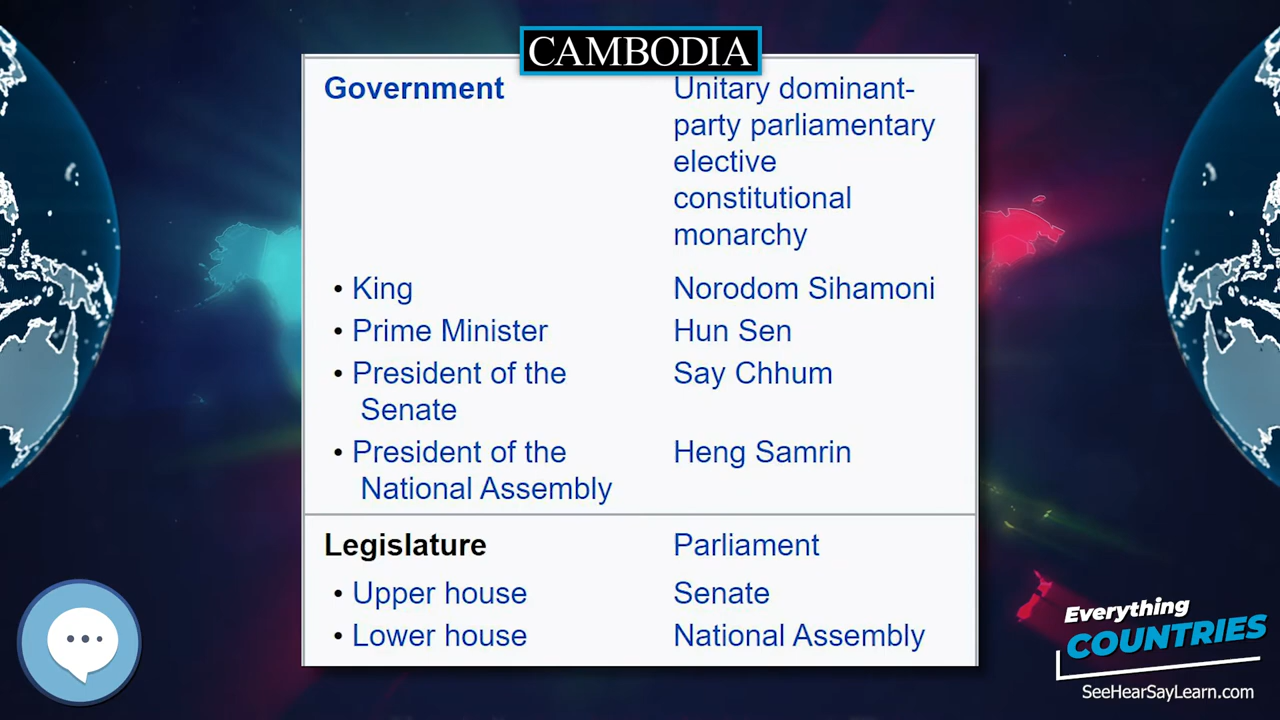 CAMBODIA
Government Unitary dominant-
party parliamentary
elective
constitutional
monarchy
• King Norodom Sihamoni
• Prime Minister Hun Sen
• President of the Say Chhum
Senate
• President of the Heng Samrin
National Assembly
Legislature Parliament
• Upper house Senate
• Lower house National Assembly
Everything
COUNTRIES
SeeHearSayLearn.com